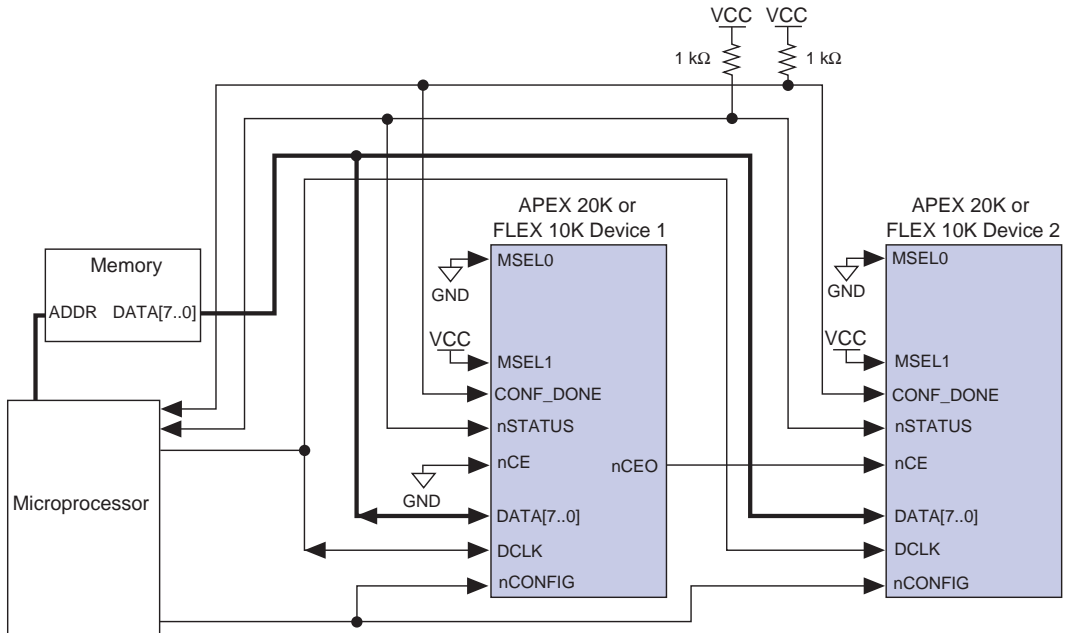 VCC VCC
1 kΩ 1 kΩ
APEX 20K or
FLEX 10K Device 1
APEX 20K or
FLEX 10K Device 2
Memory
ADDR DATA[7..0]
Microprocessor
MSEL0
GND
VCC
MSEL1
CONF_DONE
nSTATUS
nCE
nCEO
GND
DATA[7..0]
DCLK
nCONFIG
MSEL0
GND
VCC
MSEL1
CONF_DONE
nSTATUS
nCE
DATA[7..0]
DCLK
nCONFIG